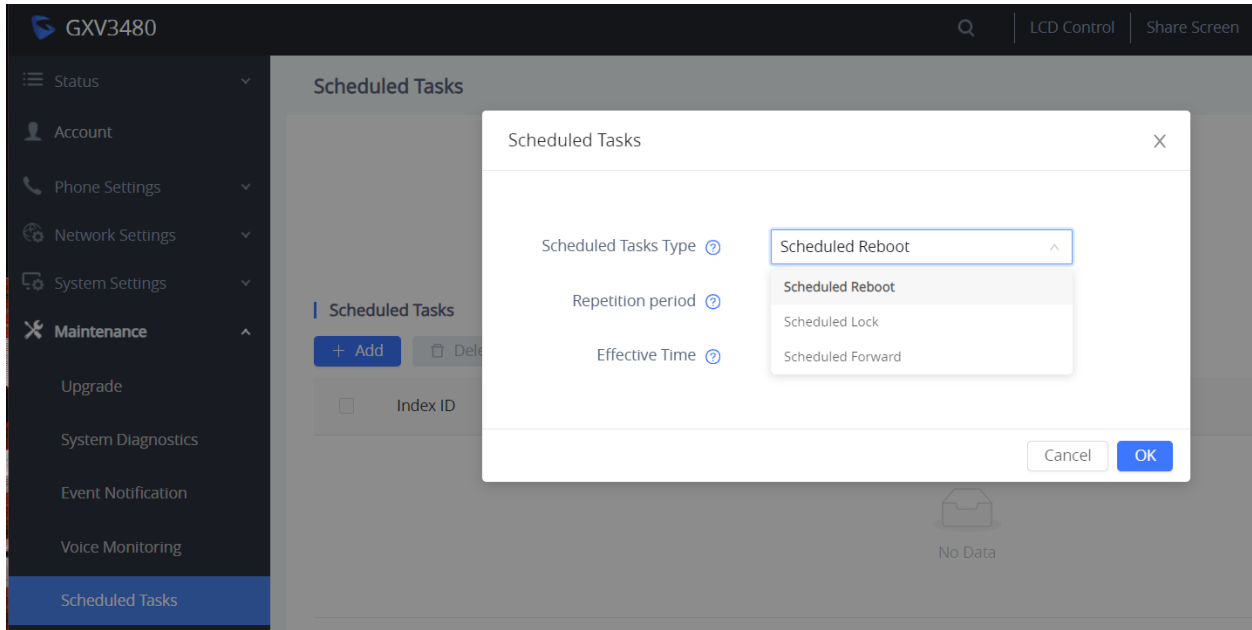 GXV3480
LCD Control
Share Screen
Status
Account
Phone Settings
Network Settings
System Settings
Maintenance
Upgrade
System Diagnostics
Event Notification
Voice Monitoring
Scheduled Tasks
Scheduled Tasks
Scheduled Tasks
+ Add
Dele
Index ID
No Data
Scheduled Tasks
X
Scheduled Tasks Type ?
Scheduled Reboot
Scheduled Reboot
Scheduled Lock
Scheduled Forward
Repetition period ?
Effective Time ?
Cancel
OK